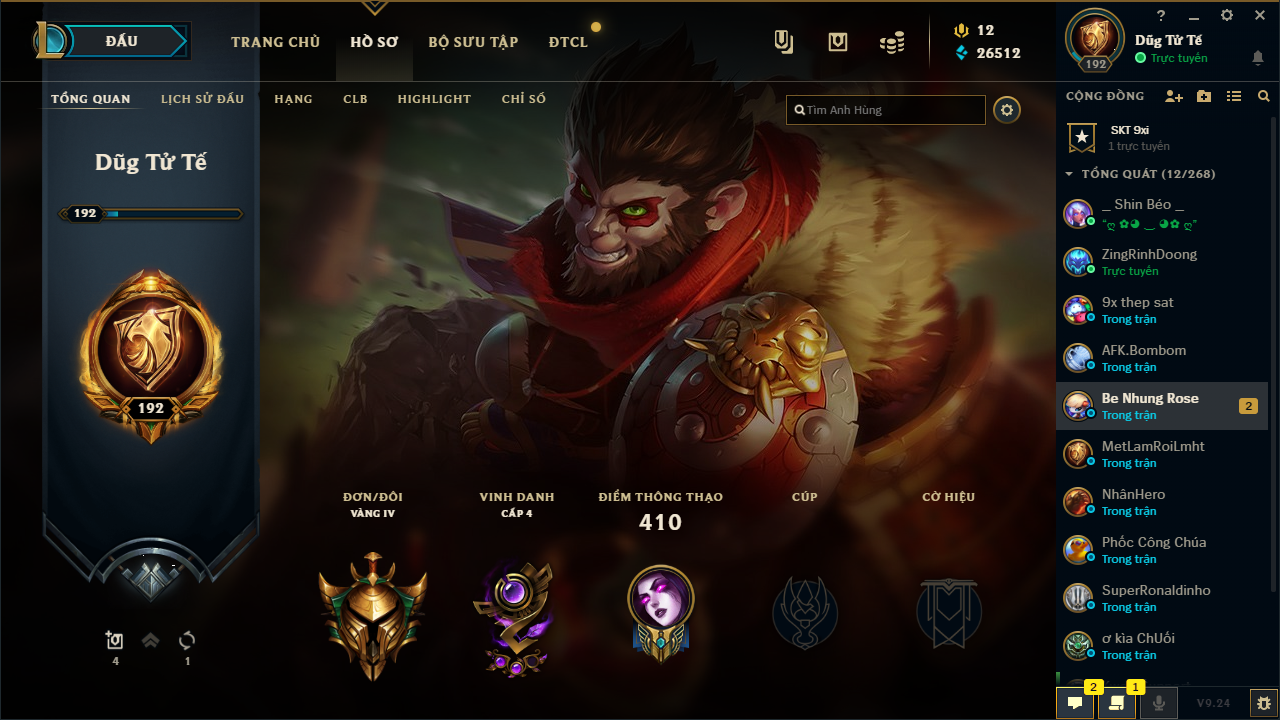 ĐẤU
TRANG CHỦ
HỒ SƠ
BỘ SƯU TẬP
ĐTCL
12
26512
?
Dũg Tử Tế
192
Trực tuyến
TỔNG QUAN
LỊCH SỬ ĐẤU
HẠNG
CLB
HIGHLIGHT
CHỈ SỐ
Tìm Anh Hùng
CỘNG ĐỒNG
SKT 9xi
1 trực tuyến
TỔNG QUÁT (12/268)
Dũg Tử Tế
192
192
_ Shin Béo _
“ღ ✿◕ ‿ ◕✿ ღ”
ZingRinhDoong
Trực tuyến
9x thep sat
Trong trận
AFK.Bombom
Trong trận
Be Nhung Rose
Trong trận
2
MetLamRoiLmht
Trong trận
NhânHero
Trong trận
Phốc Công Chúa
Trong trận
SuperRonaldinho
Trong trận
ơ kìa ChUối
Trong trận
ĐƠN/ĐÔI
VÀNG IV
VINH DANH
CẤP 4
ĐIỂM THÔNG THẠO
410
CÚP
CỜ HIỆU
4
1
2
1
V9.24